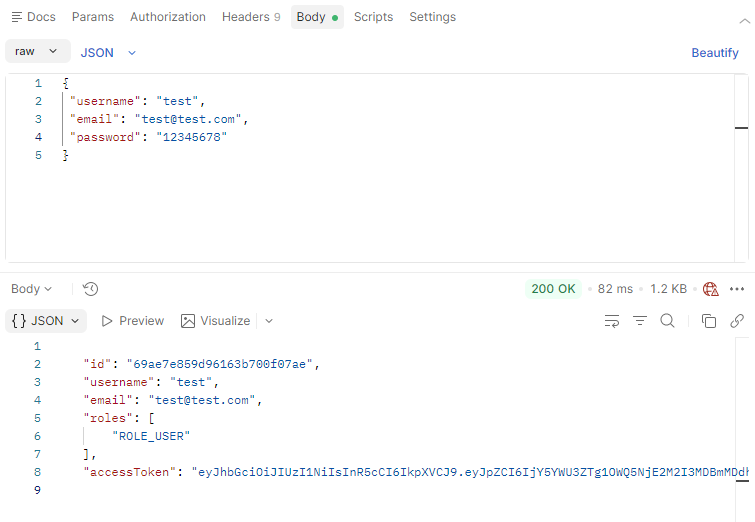 Docs Params Authorization Headers 9 Body Scripts Settings
raw JSON Beautify
1 {
2 "username": "test",
3 "email": "test@test.com",
4 "password": "12345678"
5 }
Body 200 OK 82 ms 1.2 KB
{} JSON Preview Visualize
1
2 "id": "69ae7e859d96163b700f07ae",
3 "username": "test",
4 "email": "test@test.com",
5 "roles": [
6 "ROLE_USER"
7 ],
8 "accessToken": "eyJhbGciOiJIUzI1NiIsInR5cCI6IkpXVCJ9.eyJpZCI6IjY5YWU3ZTg1OWQ5NjE2M2I3MDBmMDdh
9